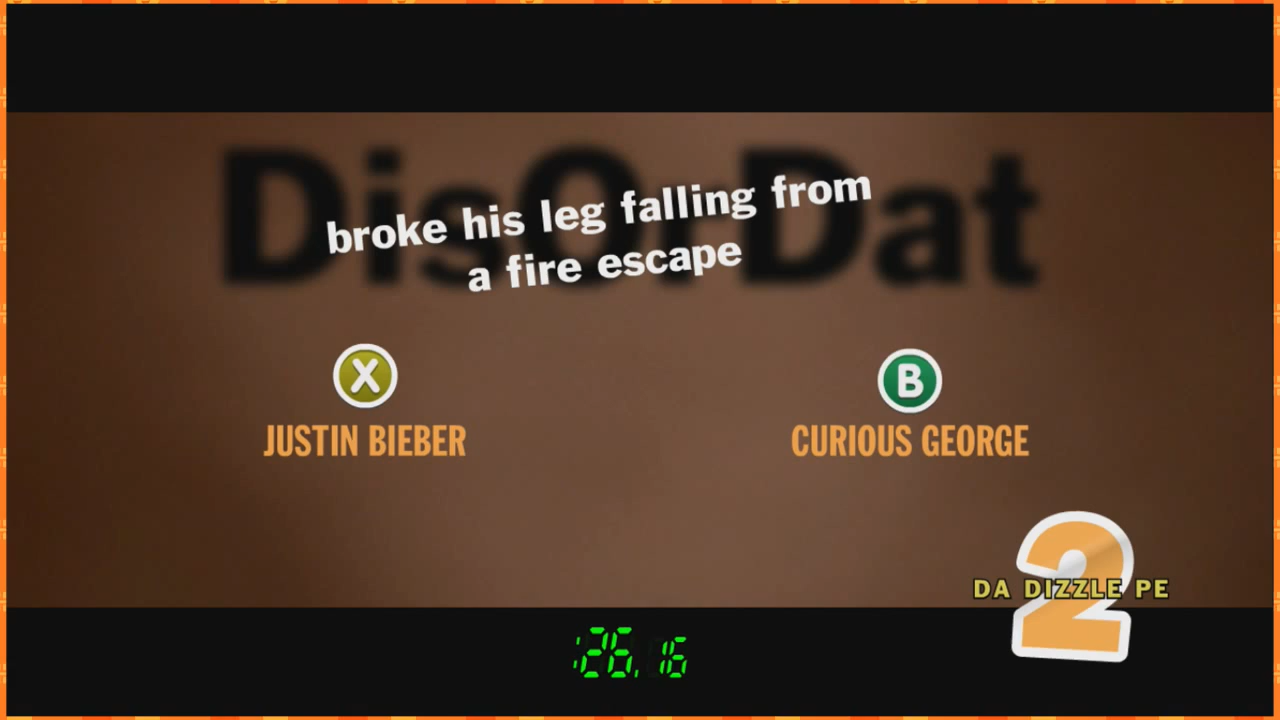 DisOrDat
broke his leg falling from
a fire escape
X
B
JUSTIN BIEBER
CURIOUS GEORGE
2
DA DIZZLE PE
:26.16